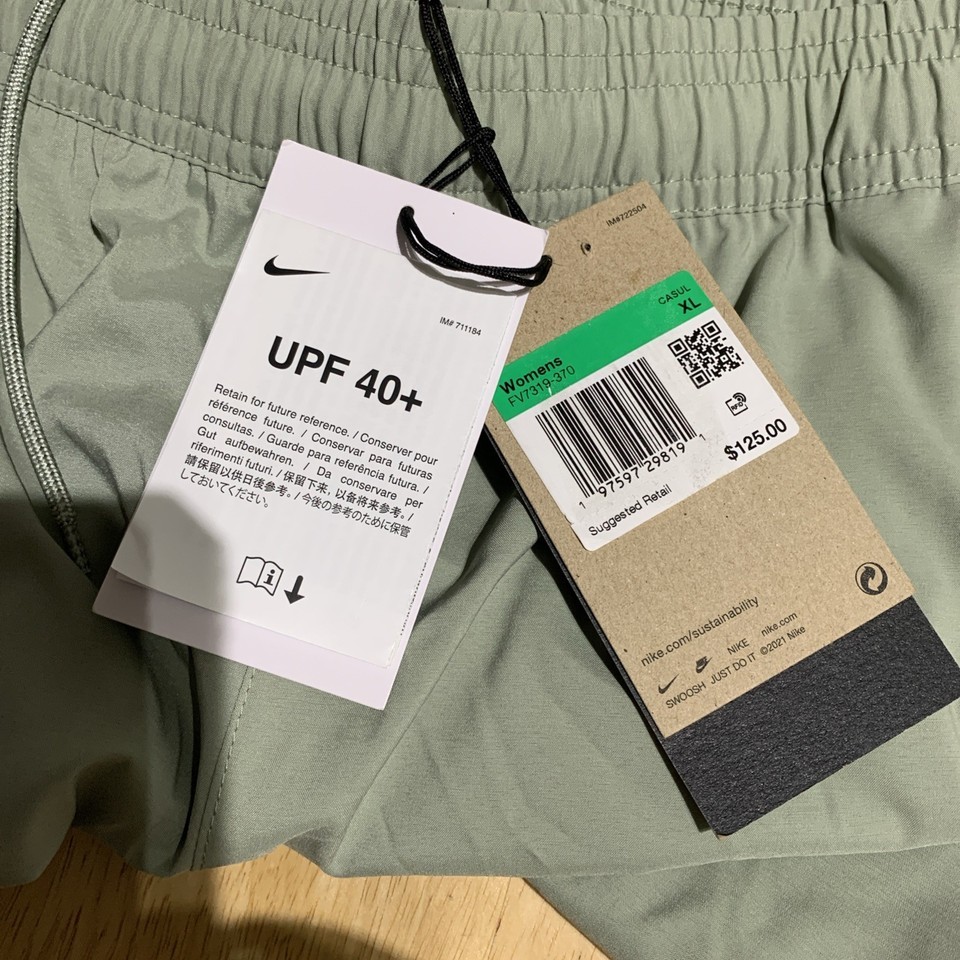 IM# 711184
UPF 40+
Retain for future reference. / Conserver pour
référence future. / Conservar para futuras
consultas. / Guarde para referência futura. /
Gut aufbewahren. / Da conservare per
riferimenti futuri. / 保留下来, 以备将来参考。 /
請保留以供日後參考。 / 今後の参考のために保管
しておいてください。
IM#722504
CASUL
XL
Womens
FV7319-370
RFID
1 97597 29819 1
$125.00
Suggested Retail
nike.com/sustainability
NIKE nike.com
SWOOSH JUST DO IT ©2021 Nike